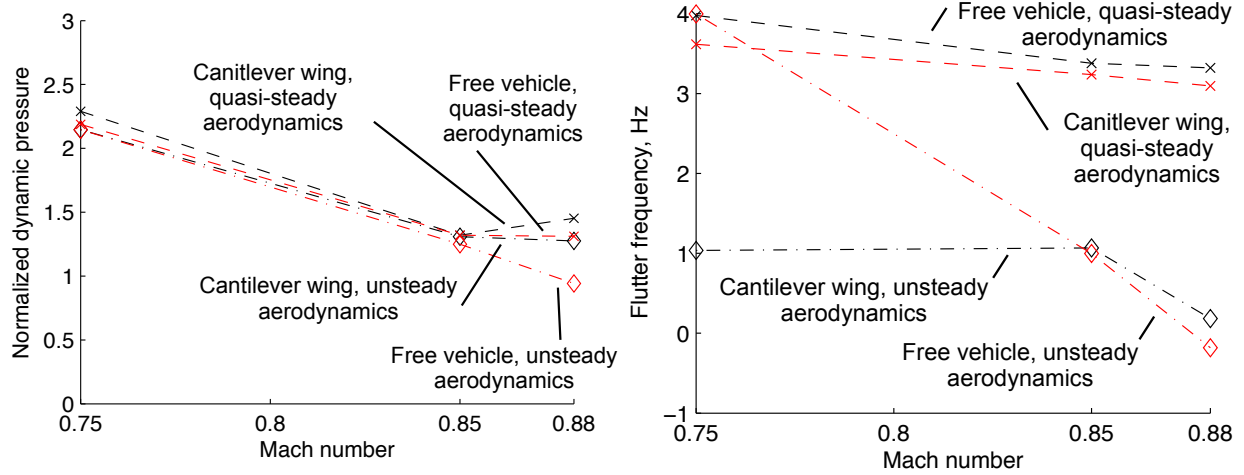 3
2.5
2
1.5
1
0.5
0
Normalized dynamic pressure
Canitlever wing,
quasi-steady
aerodynamics
Free vehicle,
quasi-steady
aerodynamics
Cantilever wing, unsteady
aerodynamics
Free vehicle, unsteady
aerodynamics
0.75
0.8
0.85
0.88
Mach number
4
3
2
1
0
−1
Flutter frequency, Hz
Free vehicle, quasi-steady
aerodynamics
Canitlever wing,
quasi-steady
aerodynamics
Cantilever wing, unsteady
aerodynamics
Free vehicle, unsteady
aerodynamics
0.75
0.8
0.85
0.88
Mach number